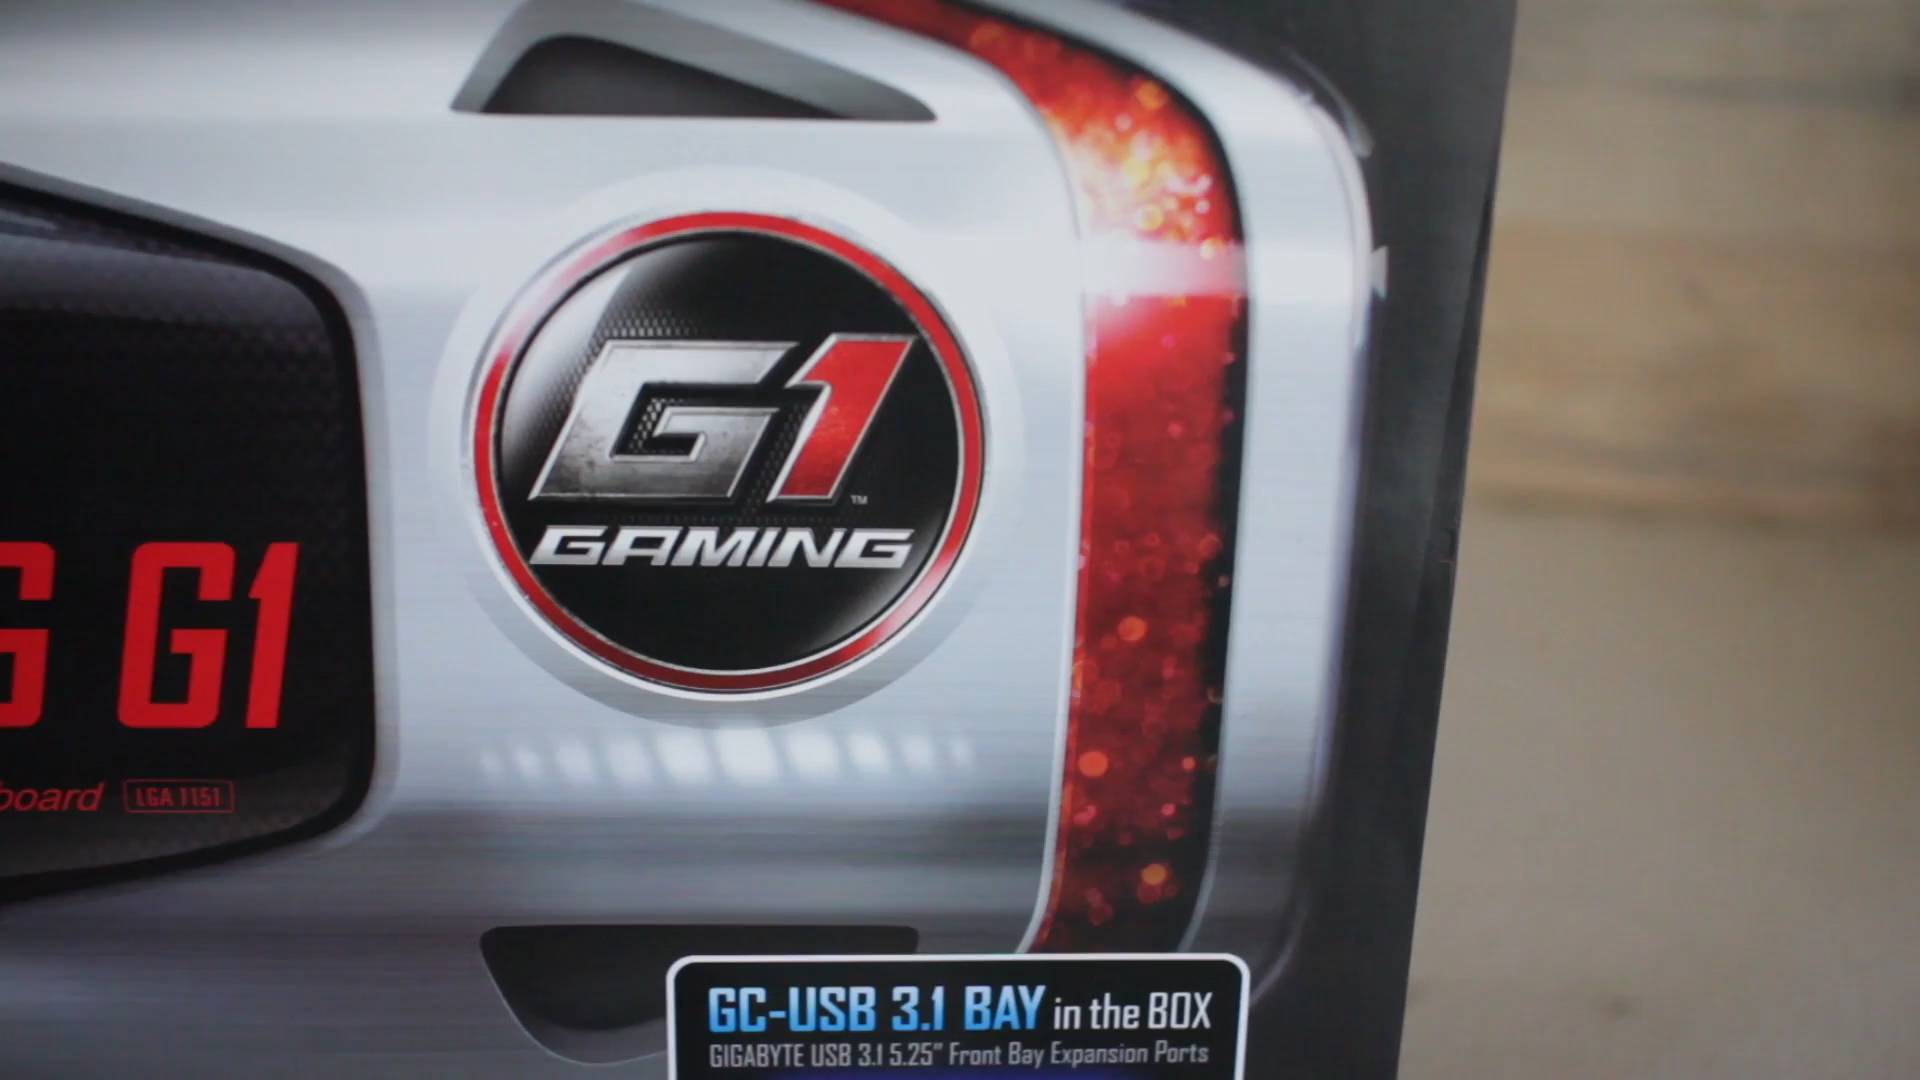 G1
™
GAMING
G1
board LGA 1151
GC-USB 3.1 BAY in the BOX
GIGABYTE USB 3.1 5.25" Front Bay Expansion Ports